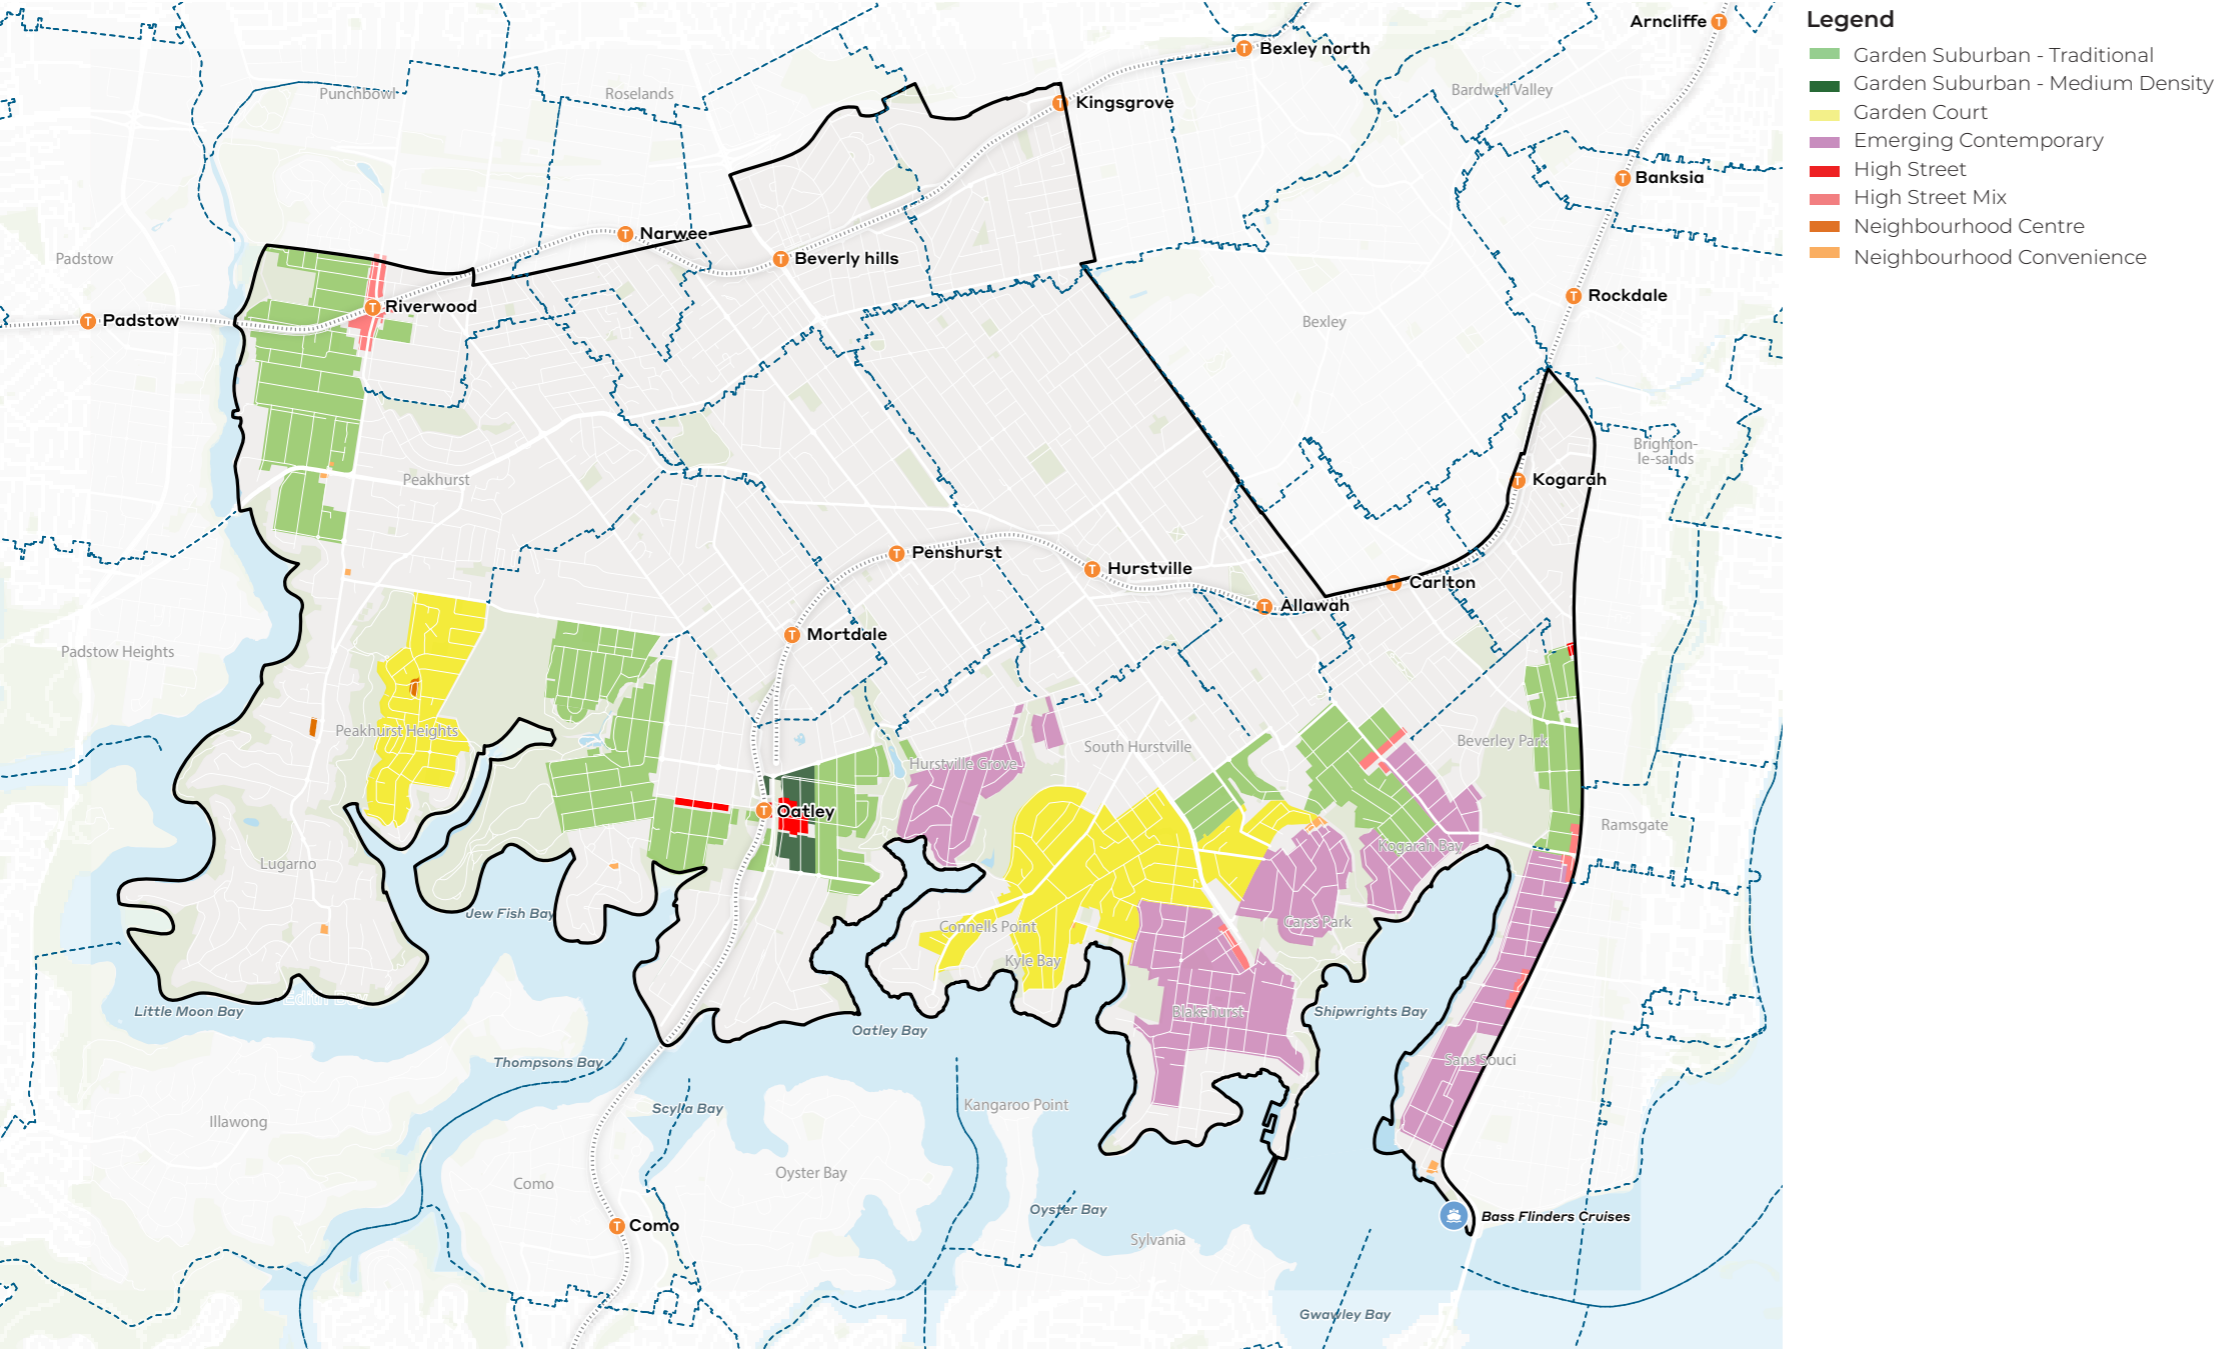 Arncliffe
Bexley north
Punchbowl
Roselands
Bardwell Valley
Kingsgrove
Banksia
Narwee
Padstow
Beverly hills
Rockdale
Riverwood
Padstow
Bexley
Brighton-
le-sands
Peakhurst
Kogarah
Penshurst
Hurstville
Carlton
Allawah
Mortdale
Padstow Heights
Peakhurst Heights
Beverley Park
South Hurstville
Hurstville Grove
Oatley
Ramsgate
Kogarah Bay
Lugarno
Jew Fish Bay
Connells Point
Carss Park
Kyle Bay
Little Moon Bay
Blakehurst
Shipwrights Bay
Oatley Bay
Thompsons Bay
Sans Souci
Scylla Bay
Kangaroo Point
Illawong
Oyster Bay
Como
Oyster Bay
Bass Flinders Cruises
Como
Sylvania
Gwawley Bay
Legend
Garden Suburban - Traditional
Garden Suburban - Medium Density
Garden Court
Emerging Contemporary
High Street
High Street Mix
Neighbourhood Centre
Neighbourhood Convenience